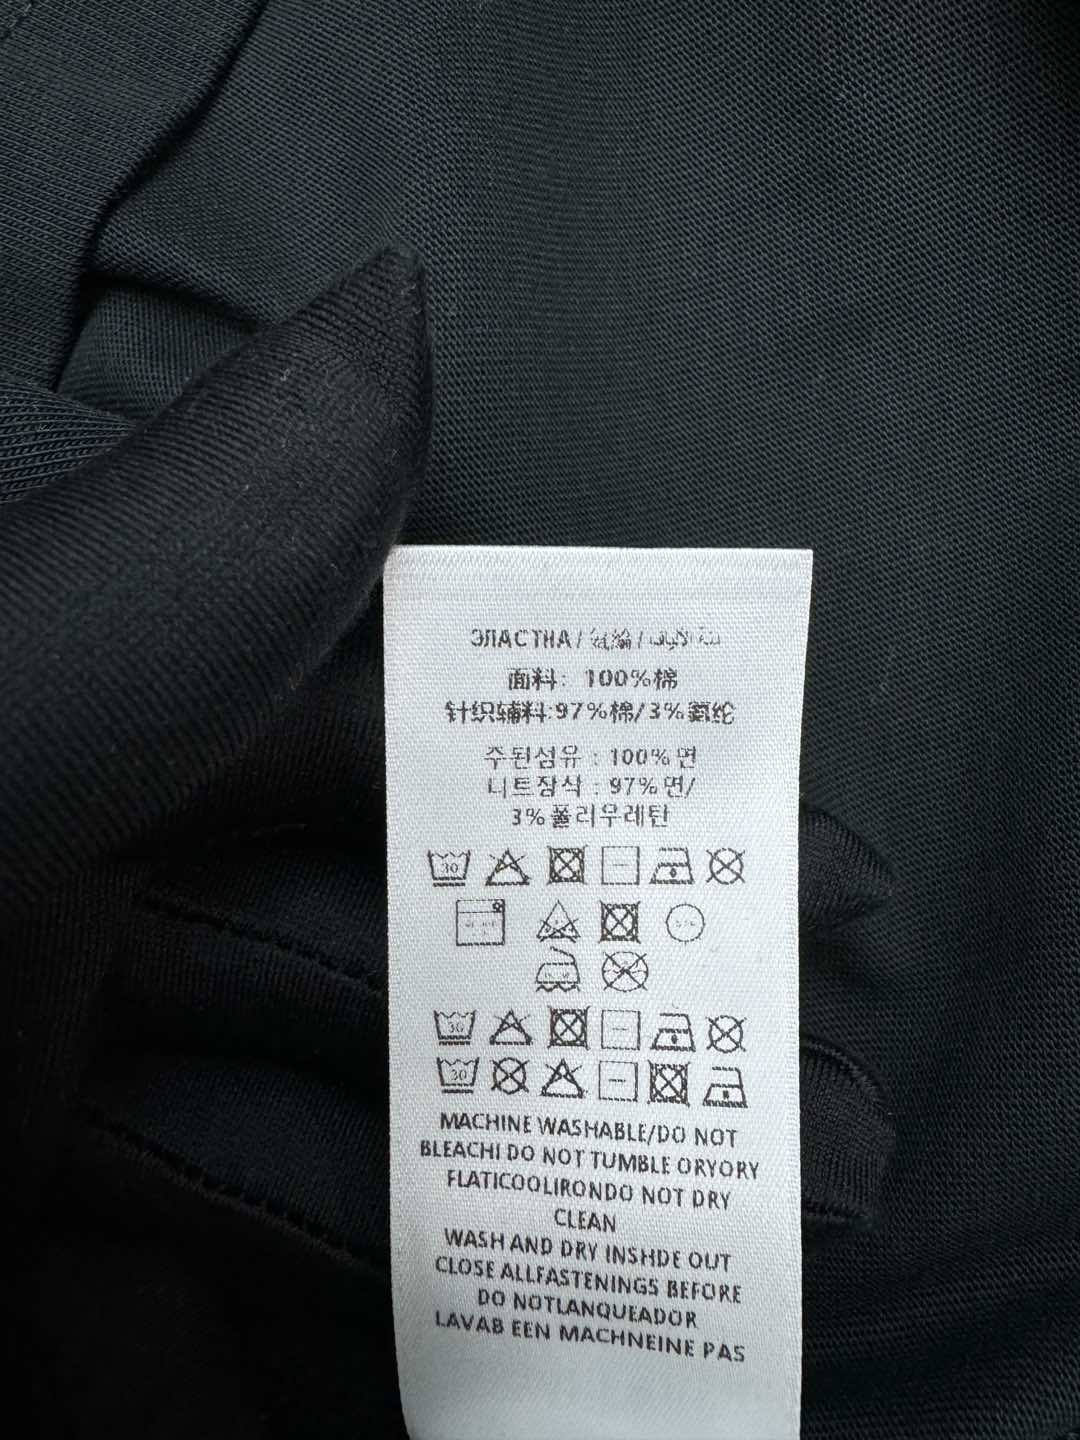 ЭЛАСТНА /
面料: 100%棉
针织辅料:97%棉/3%氨纶
주된섬유 : 100%면
니트장식 : 97%면/
3%폴리우레탄
30
30
30
MACHINE WASHABLE/DO NOT
BLEACHI DO NOT TUMBLE ORYORY
FLATICOOLIRONDO NOT DRY
CLEAN
WASH AND DRY INSHDE OUT
CLOSE ALLFASTENINGS BEFORE
DO NOTLANQUEADOR
LAVAB EEN MACHNEINE PAS